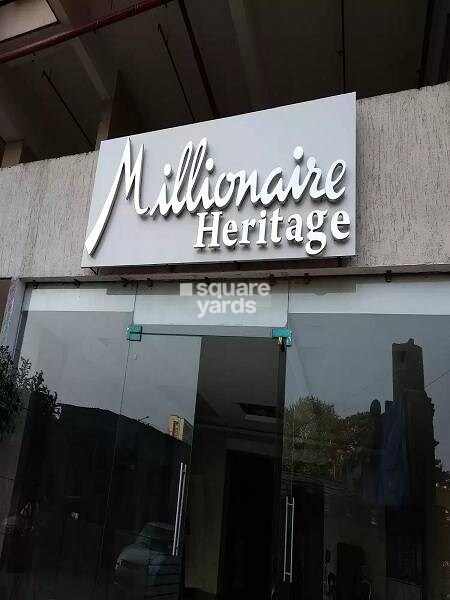 Millionaire
Heritage
square
yards